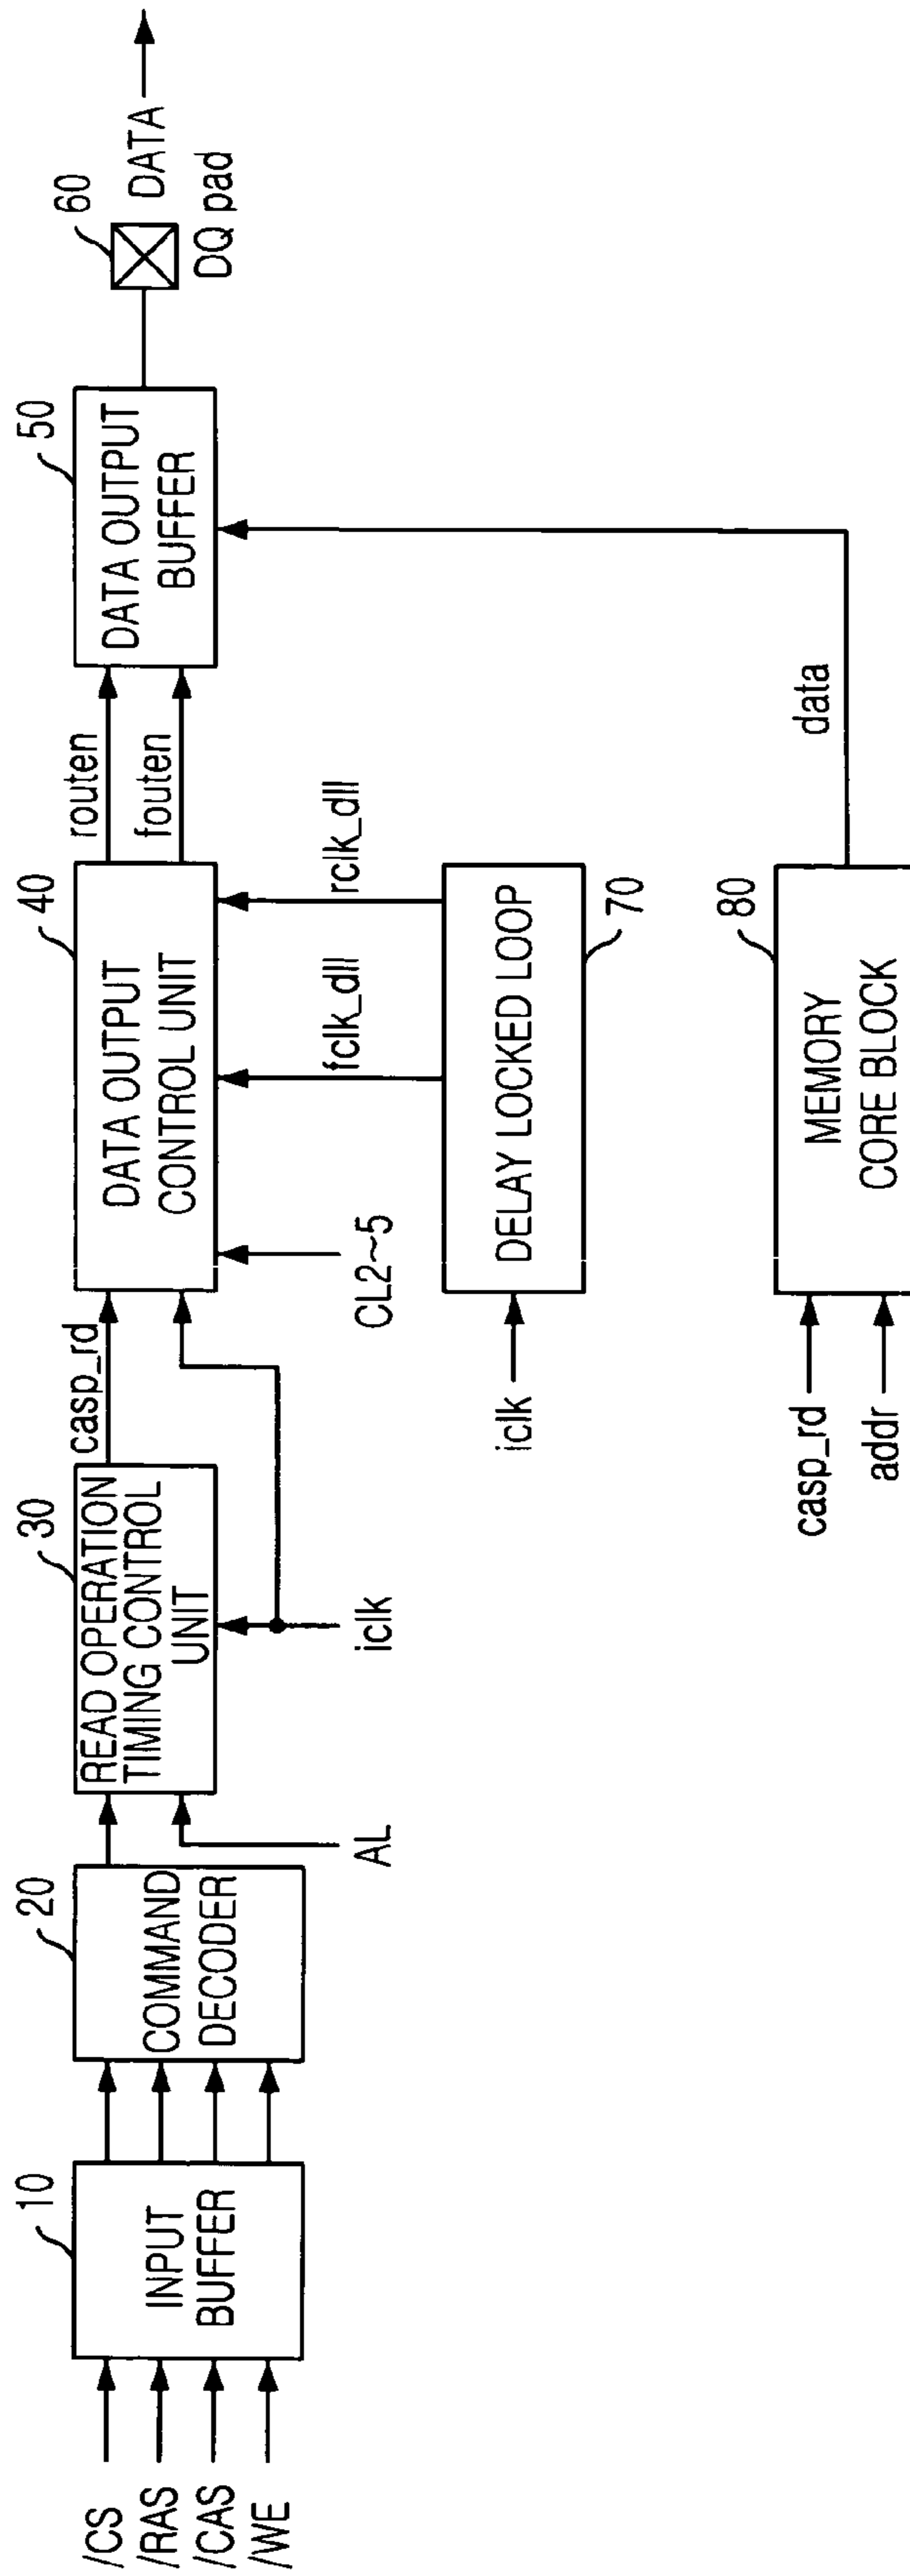 /CS
/RAS
/CAS
/WE
10
INPUT
BUFFER
20
COMMAND
DECODER
AL
30
READ OPERATION
TIMING CONTROL
UNIT
iclk
casp_rd
40
DATA OUTPUT
CONTROL UNIT
CL2~5
routen
fouten
50
DATA OUTPUT
BUFFER
60
DATA
DQ pad
iclk
DELAY LOCKED LOOP
70
fclk_dll
rclk_dll
casp_rd
addr
80
MEMORY
CORE BLOCK
data